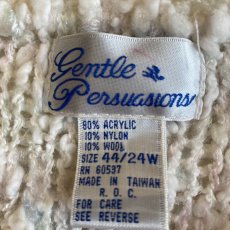 Gentle
Persuasions
80% ACRYLIC
10% NYLON
10% WOOL
SIZE 44/24W
RN 60597
MADE IN TAIWAN
R. O. C.
FOR CARE
SEE REVERSE